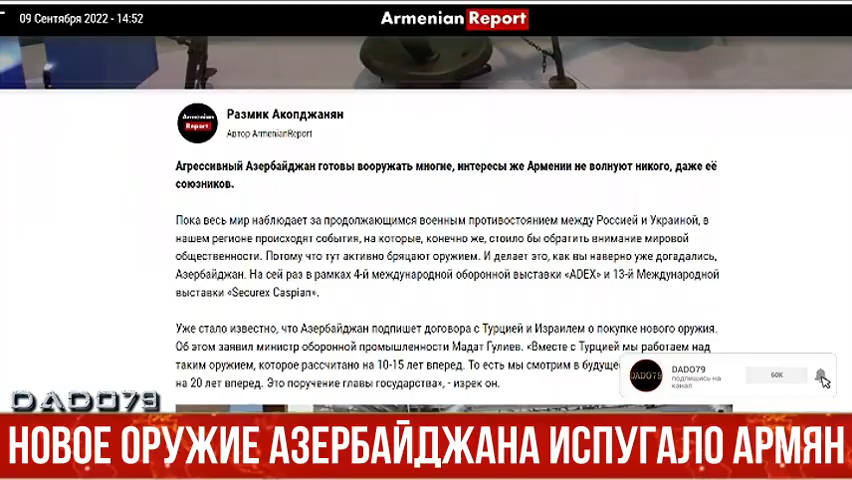 09 Сентября 2022 - 14:52
Armenian Report
Armenian
Report
Размик Акопджанян
Автор ArmenianReport
Агрессивный Азербайджан готовы вооружать многие, интересы же Армении не волнуют никого, даже её
союзников.
Пока весь мир наблюдает за продолжающимся военным противостоянием между Россией и Украиной, в
нашем регионе происходят события, на которые, конечно же, стоило бы обратить внимание мировой
общественности. Потому что тут активно бряцают оружием. И делает это, как вы наверно уже догадались,
Азербайджан. На сей раз в рамках 4-й международной оборонной выставки «ADEX» и 13-й Международной
выставки «Securex Caspian».
Уже стало известно, что Азербайджан подпишет договора с Турцией и Израилем о покупке нового оружия.
Об этом заявил министр оборонной промышленности Мадат Гулиев. «Вместе с Турцией мы работаем над
таким оружием, которое рассчитано на 10-15 лет вперед. То есть мы смотрим в будуще
на 20 лет вперед. Это поручение главы государства», - изрек он.
DADO79
DADO79
подпишись на
канал
60K
DADO79
НОВОЕ ОРУЖИЕ АЗЕРБАЙДЖАНА ИСПУГАЛО АРМЯН